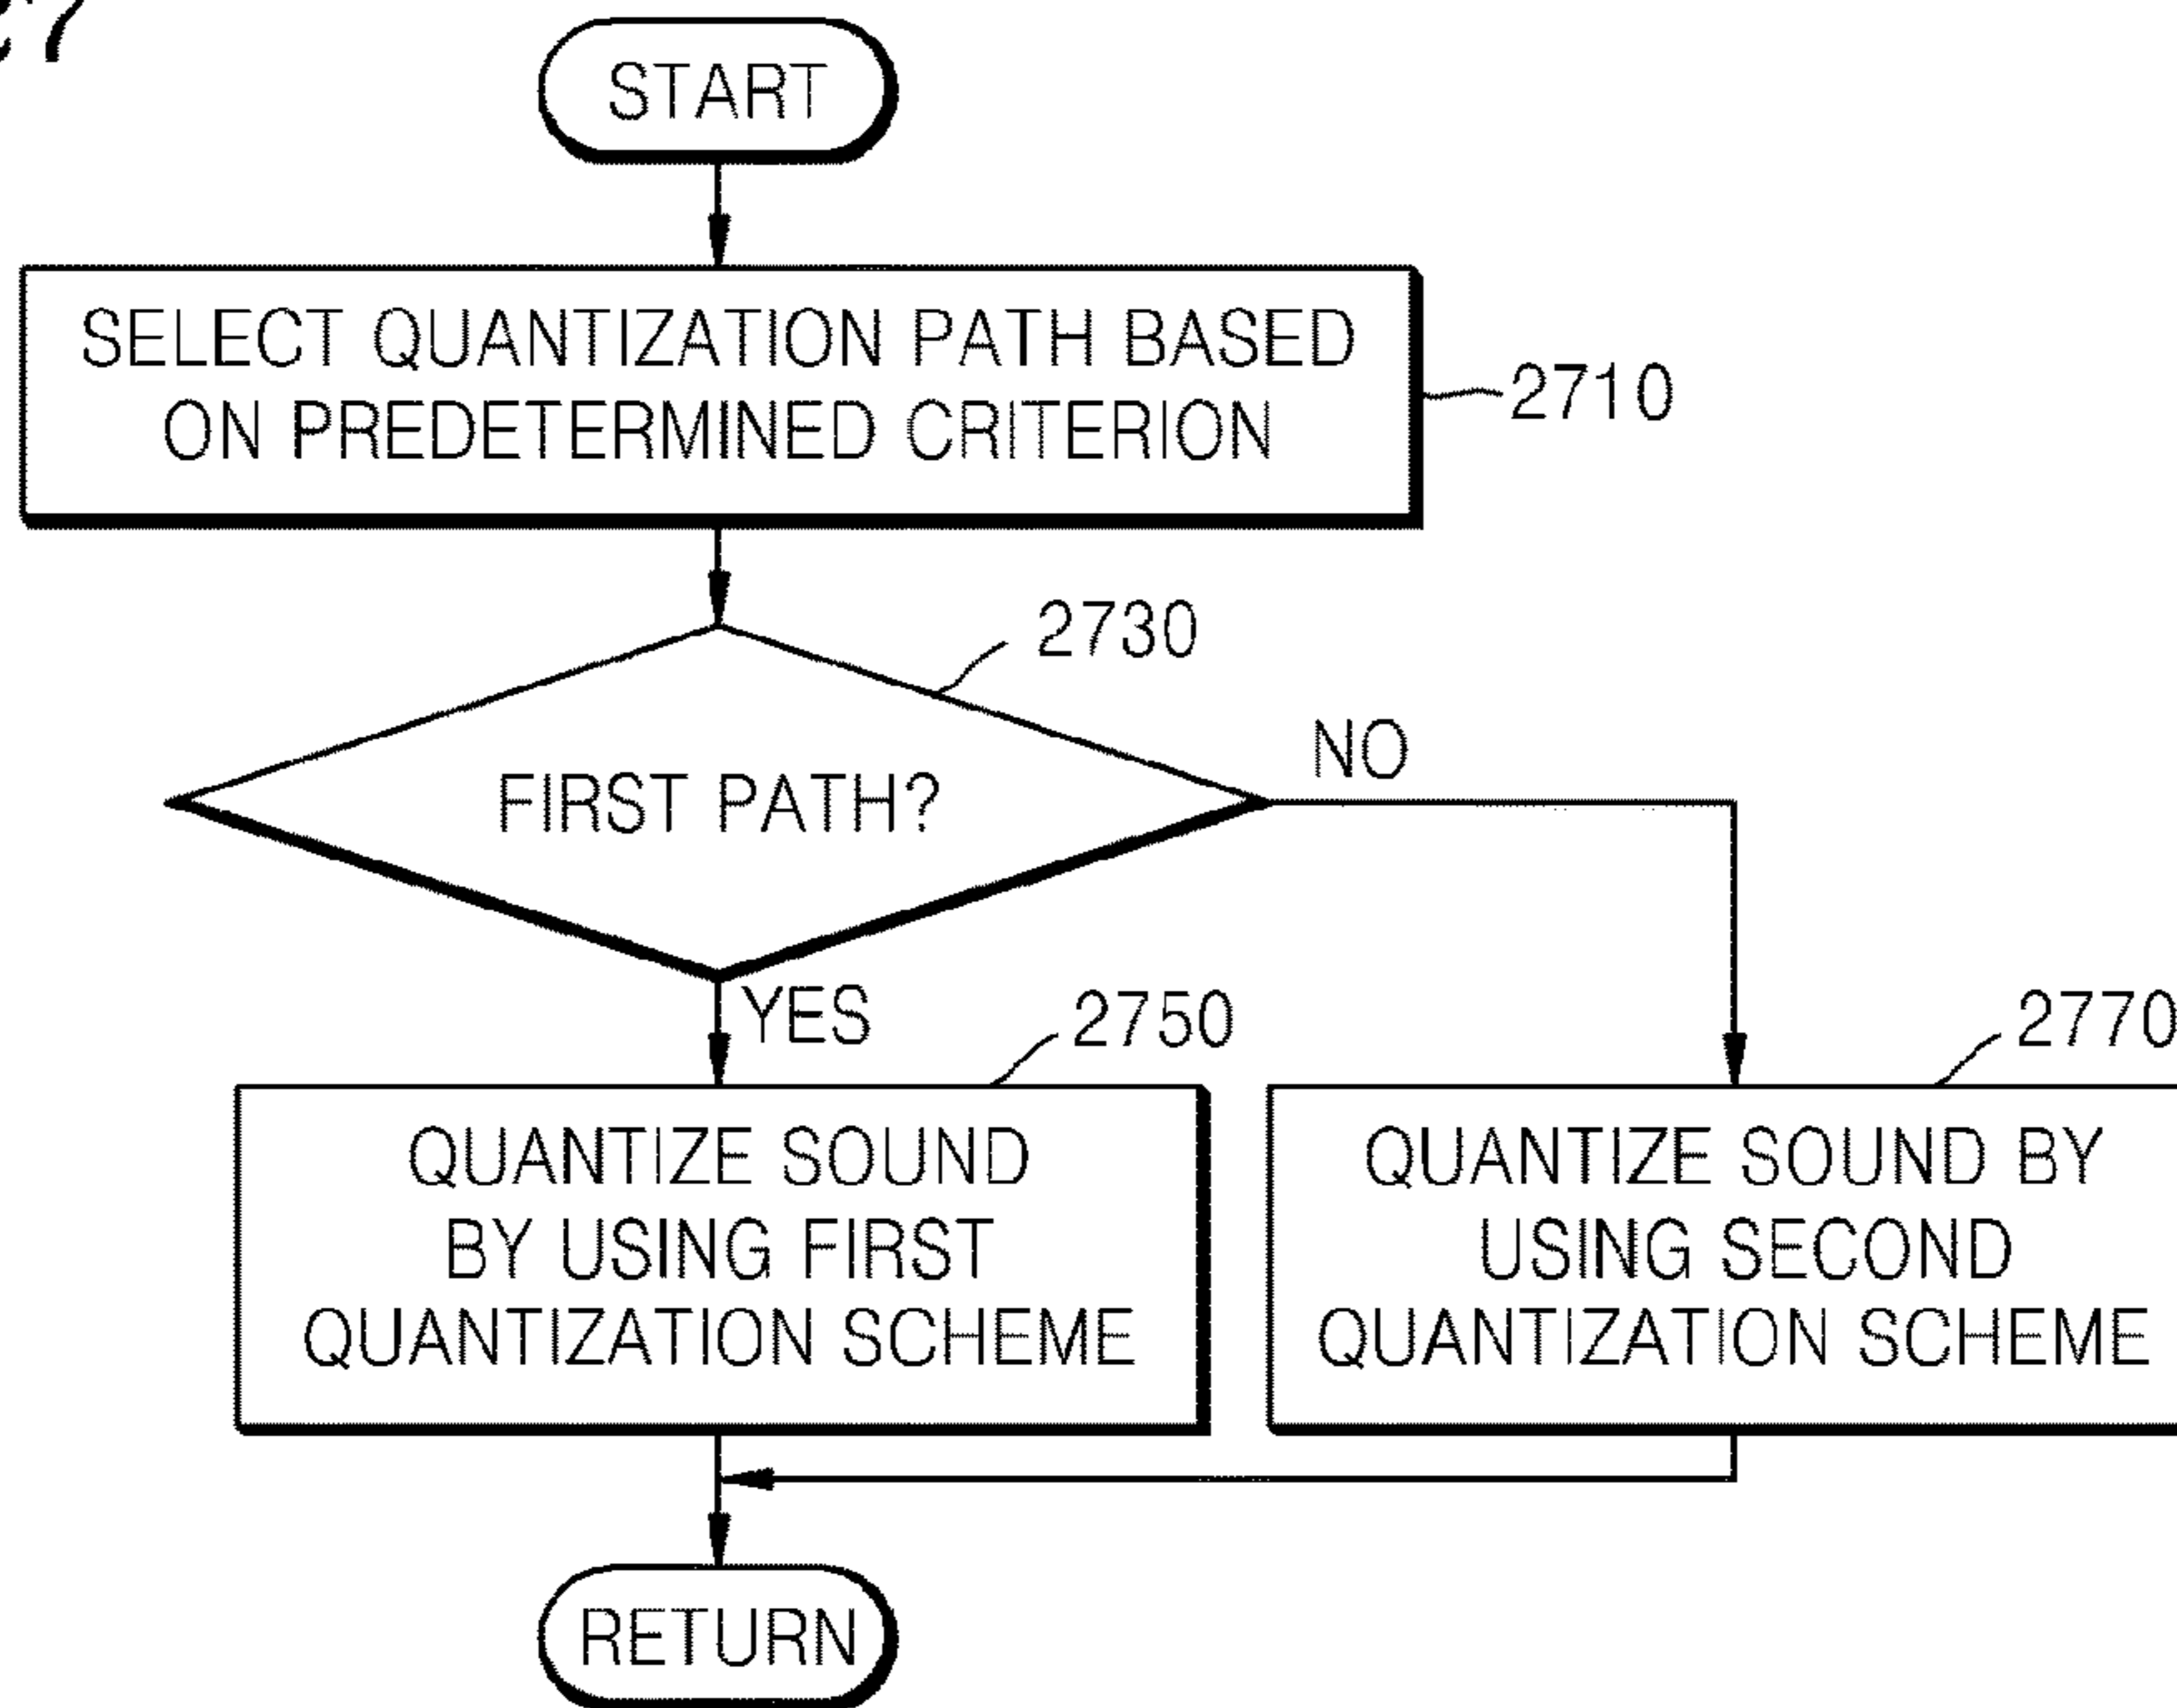 27
START
SELECT QUANTIZATION PATH BASED
ON PREDETERMINED CRITERION
2710
2730
FIRST PATH?
NO
YES
2750
2770
QUANTIZE SOUND
BY USING FIRST
QUANTIZATION SCHEME
QUANTIZE SOUND BY
USING SECOND
QUANTIZATION SCHEME
RETURN